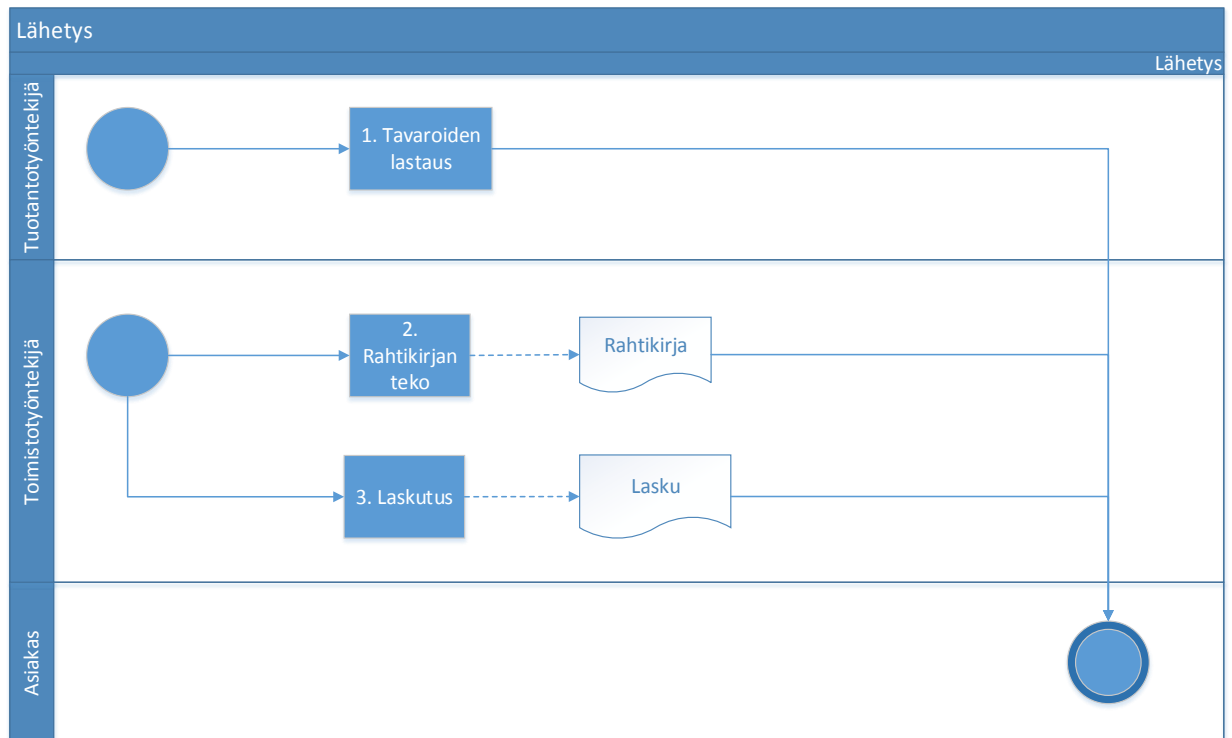 Lähetys
Lähetys
Tuotantotyöntekijä
1. Tavaroiden
lastaus
Toimistotyöntekijä
2.
Rahtikirjan
teko
Rahtikirja
3. Laskutus
Lasku
Asiakas